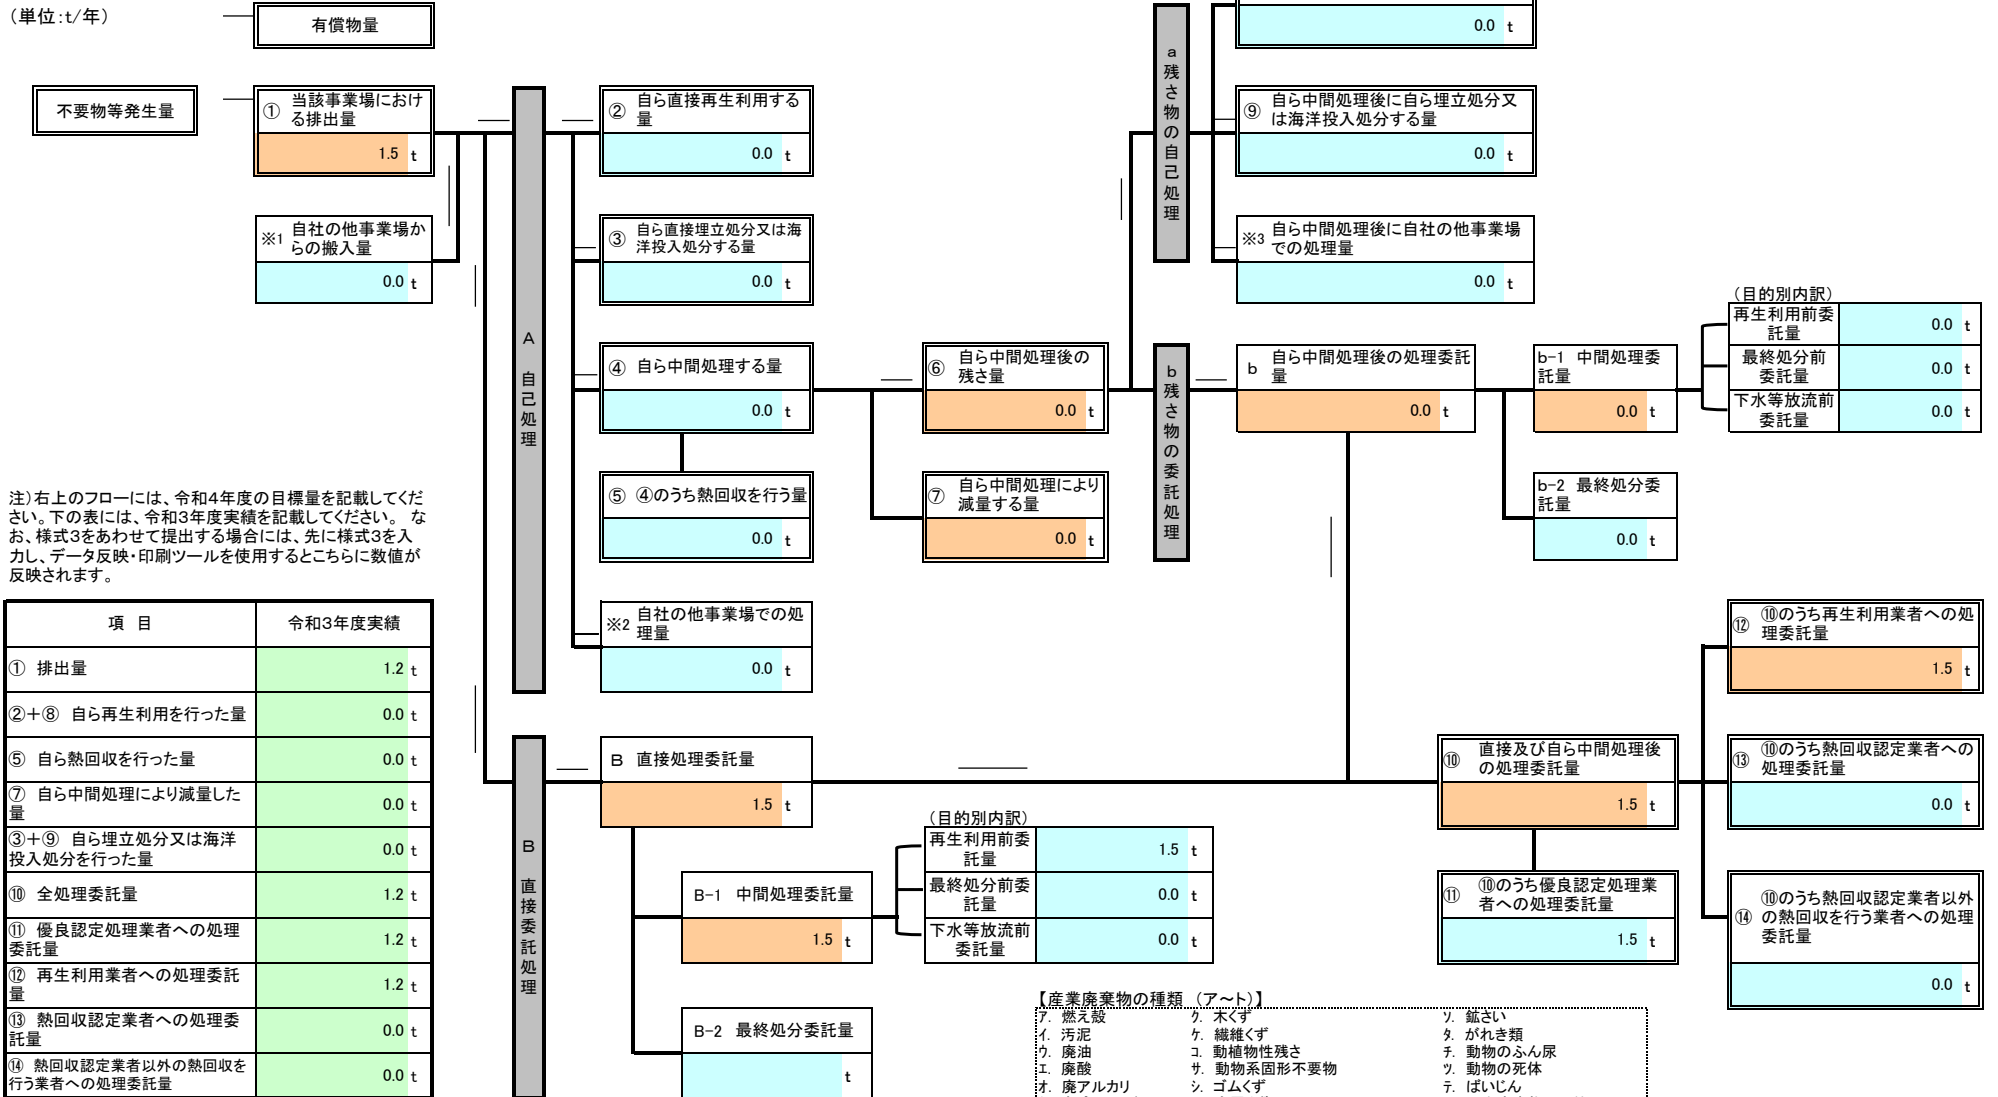 （単位:t/年）
有償物量
0.0 t
不要物等発生量
① 当該事業場におけ
る排出量
1.5 t
② 自ら直接再生利用する
量
0.0 t
a 残さ物の自己処理
⑨ 自ら中間処理後に自ら埋立処分又
は海洋投入処分する量
0.0 t
※1 自社の他事業場か
らの搬入量
0.0 t
③ 自ら直接埋立処分又は海
洋投入処分する量
0.0 t
※3 自ら中間処理後に自社の他事業場
での処理量
0.0 t
A 自己処理
④ 自ら中間処理する量
0.0 t
⑥ 自ら中間処理後の
残さ量
0.0 t
b 残さ物の委託処理
b 自ら中間処理後の処理委託
量
0.0 t
b-1 中間処理委
託量
0.0 t
（目的別内訳）
再生利用前委
託量
0.0 t
最終処分前
委託量
0.0 t
下水等放流前
委託量
0.0 t
⑤ ④のうち熱回収を行う量
0.0 t
⑦ 自ら中間処理により
減量する量
0.0 t
b-2 最終処分委
託量
0.0 t
注）右上のフローには、令和4年度の目標量を記載してくだ
さい。下の表には、令和3年度実績を記載してください。 な
お、様式3をあわせて提出する場合には、先に様式3を入
力し、データ反映・印刷ツールを使用するとこちらに数値が
反映されます。
※2 自社の他事業場での処
理量
0.0 t
項 目 令和3年度実績
① 排出量 1.2 t
②＋⑧ 自ら再生利用を行った量 0.0 t
⑤ 自ら熱回収を行った量 0.0 t
⑦ 自ら中間処理により減量した
量 0.0 t
③＋⑨ 自ら埋立処分又は海洋
投入処分を行った量 0.0 t
⑩ 全処理委託量 1.2 t
⑪ 優良認定処理業者への処理
委託量 1.2 t
⑫ 再生利用業者への処理委託
量 1.2 t
⑬ 熱回収認定業者への処理委
託量 0.0 t
⑭ 熱回収認定業者以外の熱回収を
行う業者への処理委託量 0.0 t
B 直接委託処理
B 直接処理委託量
1.5 t
B-1 中間処理委託量
1.5 t
（目的別内訳）
再生利用前委
託量
1.5 t
最終処分前委
託量
0.0 t
下水等放流前
委託量
0.0 t
B-2 最終処分委託量
t
⑩ 直接及び自ら中間処理後
の処理委託量
1.5 t
⑪ ⑩のうち優良認定処理業
者への処理委託量
1.5 t
⑫ ⑩のうち再生利用業者への処
理委託量
1.5 t
⑬ ⑩のうち熱回収認定業者への
処理委託量
0.0 t
⑭ ⑩のうち熱回収認定業者以外
の熱回収を行う業者への処理
委託量
0.0 t
【産業廃棄物の種類 （ア～ト）】
ア. 燃え殻 ク. 木くず ソ. 鉱さい
イ. 汚泥 ケ. 繊維くず タ. がれき類
ウ. 廃油 コ. 動植物性残さ チ. 動物のふん尿
エ. 廃酸 サ. 動物系固形不要物 ツ. 動物の死体
オ. 廃アルカリ シ. ゴムくず テ. ばいじん